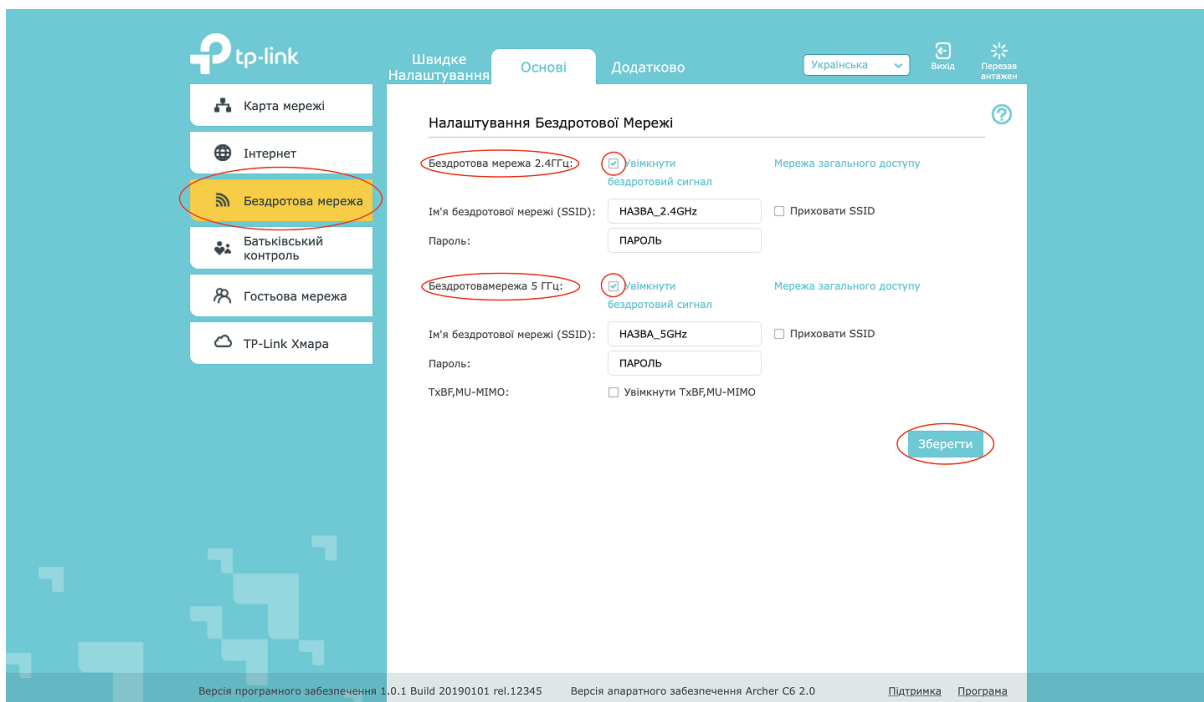 tp-link
Швидке
Налаштування
Основі
Додатково
Українська
Вихід
Перезав
антажен
Карта мережі
Інтернет
Бездротова мережа
Батьківський
контроль
Гостьова мережа
TP-Link Хмара
Налаштування Бездротової Мережі
Бездротова мережа 2.4ГГц: Увімкнути Мережа загального доступу
бездротовий сигнал
Ім'я бездротової мережі (SSID): НАЗВА_2.4GHz Приховати SSID
Пароль: ПАРОЛЬ
Бездротовамережа 5 ГГц: Увімкнути Мережа загального доступу
бездротовий сигнал
Ім'я бездротової мережі (SSID): НАЗВА_5GHz Приховати SSID
Пароль: ПАРОЛЬ
TxBF,MU-MIMO: Увімкнути TxBF,MU-MIMO
Зберегти
Версія програмного забезпечення 1.0.1 Build 20190101 rel.12345 Версія апаратного забезпечення Archer C6 2.0 Підтримка Програма